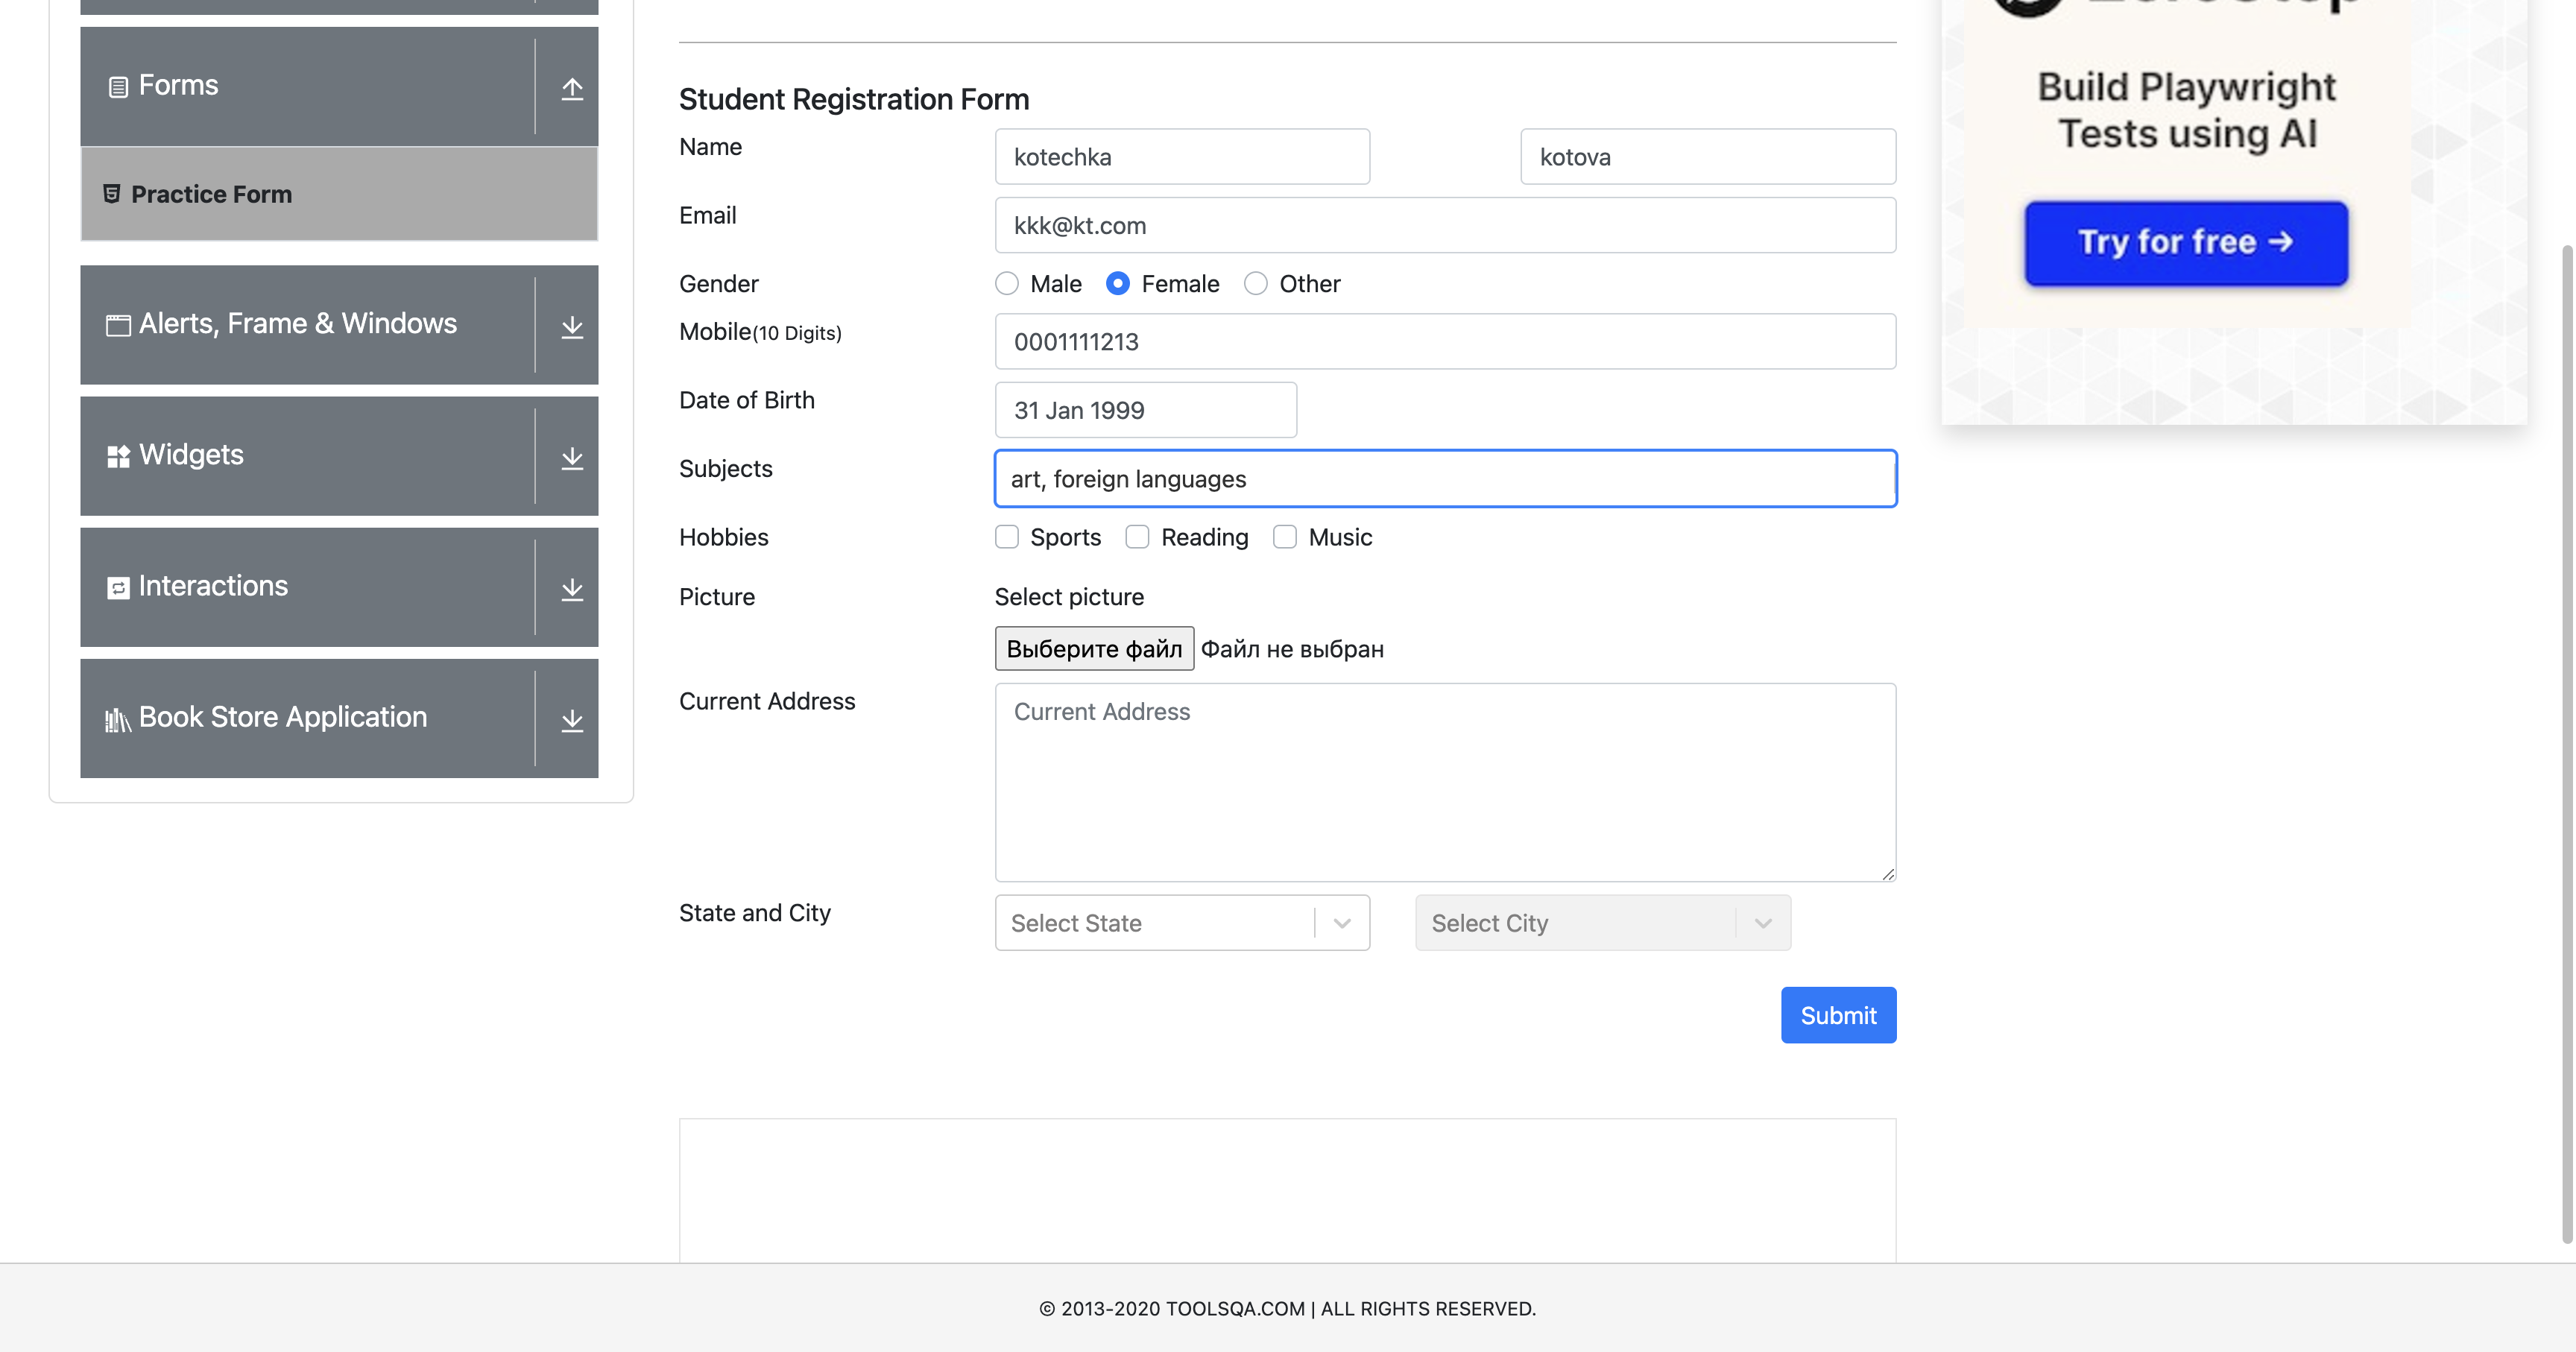 Forms
Practice Form
Alerts, Frame & Windows
Widgets
Interactions
Book Store Application
Student Registration Form
Name
kotechka
kotova
Email
kkk@kt.com
Gender
Male
Female
Other
Mobile(10 Digits)
0001111213
Date of Birth
31 Jan 1999
Subjects
art, foreign languages
Hobbies
Sports
Reading
Music
Picture
Select picture
Выберите файл Файл не выбран
Current Address
Current Address
State and City
Select State
Select City
Submit
Build Playwright
Tests using AI
Try for free →
© 2013-2020 TOOLSQA.COM | ALL RIGHTS RESERVED.